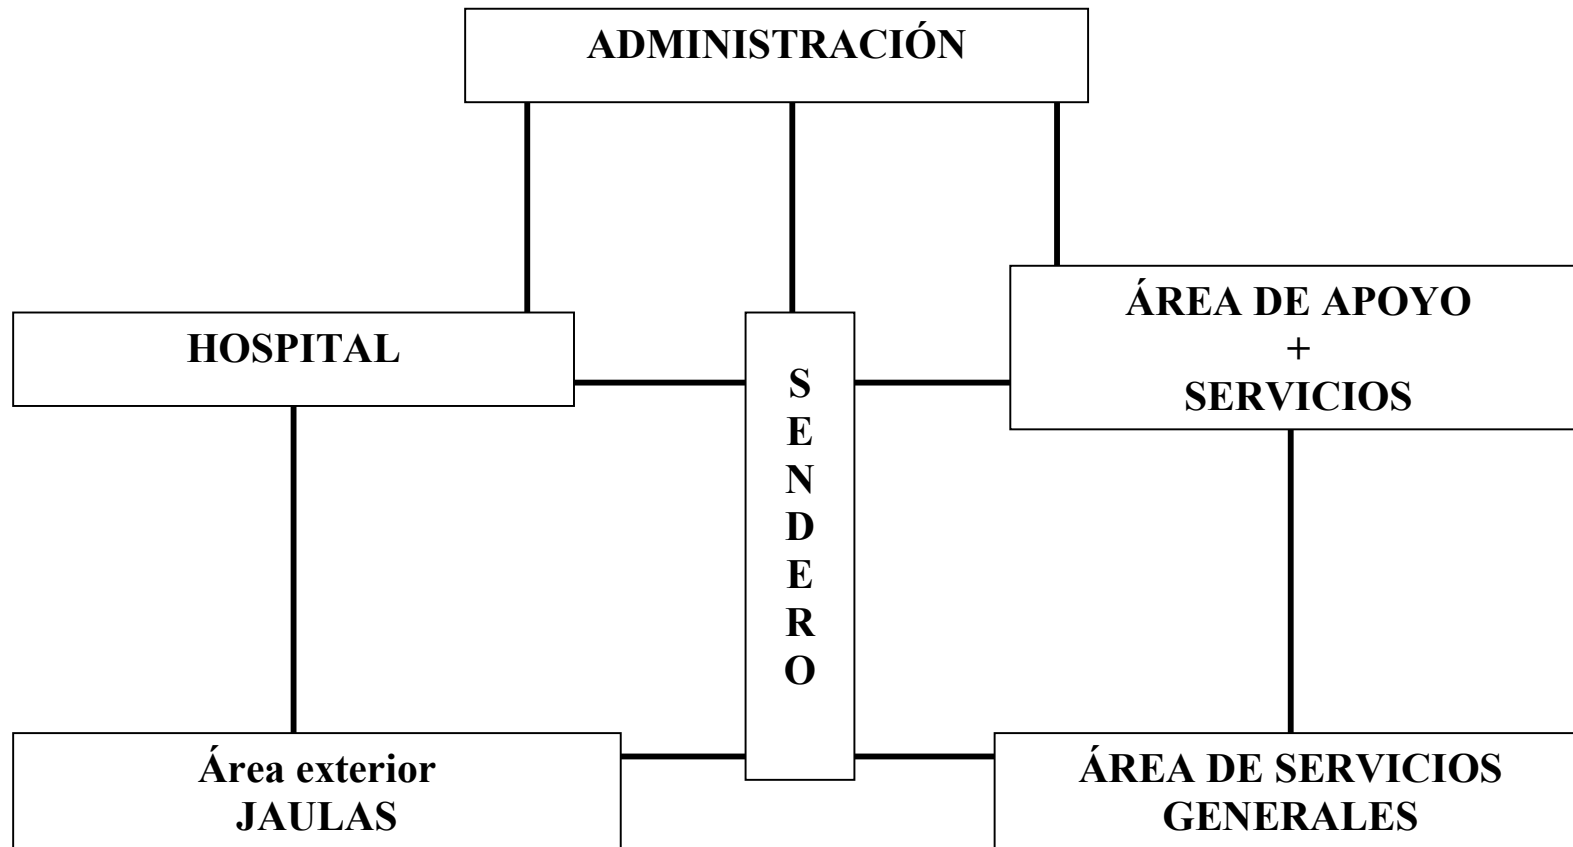 ADMINISTRACIÓN
HOSPITAL
S
E
N
D
E
R
O
ÁREA DE APOYO
+
SERVICIOS
Área exterior
JAULAS
ÁREA DE SERVICIOS
GENERALES